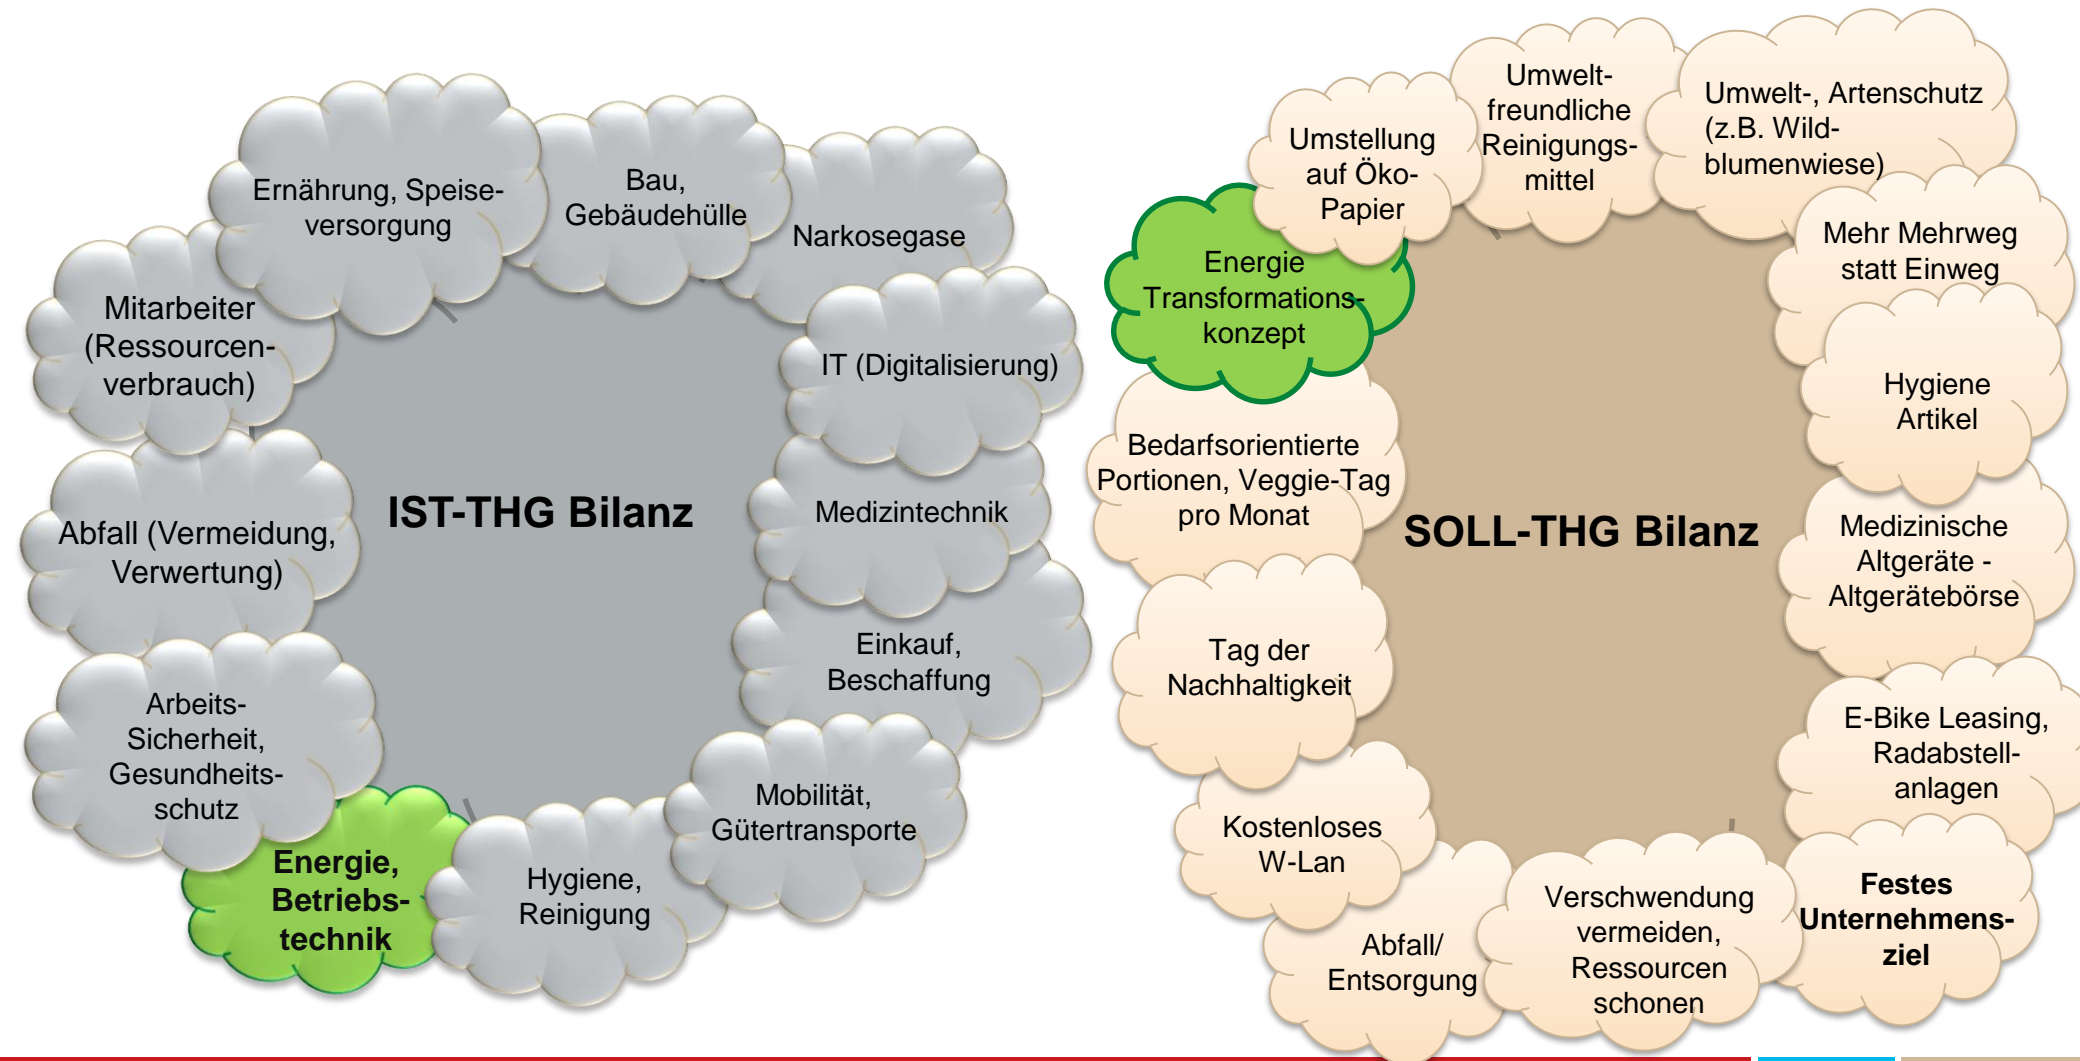 Ernährung, Speise-
versorgung
Bau,
Gebäudehülle
Narkosegase
Mitarbeiter
(Ressourcen-
verbrauch)
IT (Digitalisierung)
Abfall (Vermeidung,
Verwertung)
IST-THG Bilanz
Medizintechnik
Einkauf,
Beschaffung
Arbeits-
Sicherheit,
Gesundheits-
schutz
Mobilität,
Gütertransporte
Energie,
Betriebs-
technik
Hygiene,
Reinigung
Umstellung
auf Öko-
Papier
Umwelt-
freundliche
Reinigungs-
mittel
Umwelt-, Artenschutz
(z.B. Wild-
blumenwiese)
Energie
Transformations-
konzept
Mehr Mehrweg
statt Einweg
Hygiene
Artikel
Bedarfsorientierte
Portionen, Veggie-Tag
pro Monat
SOLL-THG Bilanz
Medizinische
Altgeräte -
Altgerätebörse
Tag der
Nachhaltigkeit
E-Bike Leasing,
Radabstell-
anlagen
Kostenloses
W-Lan
Abfall/
Entsorgung
Verschwendung
vermeiden,
Ressourcen
schonen
Festes
Unternehmens-
ziel